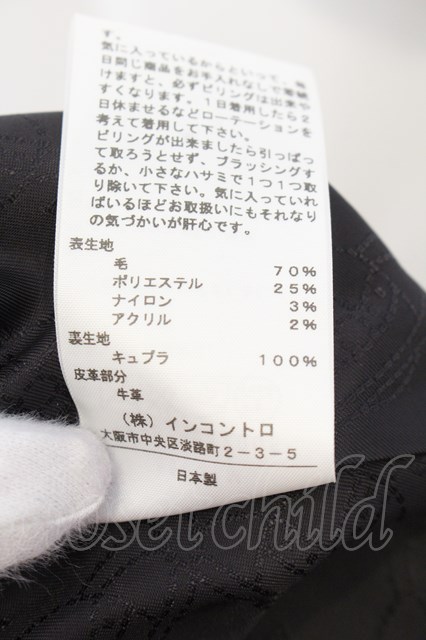 す。
気に入っているからといって、毎
日同じ商品をお手入れなしで着続
けますと、必ずピリングは出来や
すくなります。1日着用したら2
日休ませるなどローテーションを
考えて着用して下さい。
ピリングが出来ましたら引っぱっ
て取ろうとせず、ブラッシングす
るか、小さなハサミで1つ1つ取
り除いて下さい。気に入っていれ
ばいるほどお取扱いにもそれなり
の気づかいが肝心です。
表生地
毛 70%
ポリエステル 25%
ナイロン 3%
アクリル 2%
裏生地
キュプラ 100%
皮革部分
牛革
(株)インコントロ
大阪市中央区淡路町2-3-5
日本製
closet child